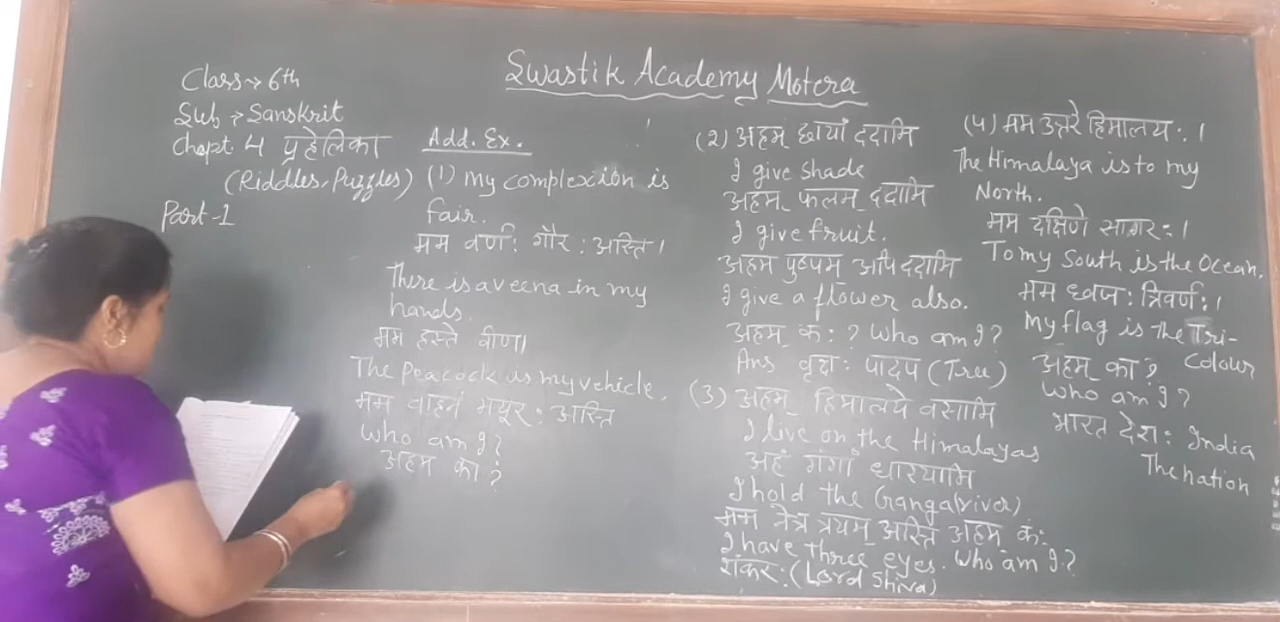 Swastik Academy Motera
Class → 6th
Sub → Sanskrit
Chapt. 4 प्रहेलिका
(Riddles, Puzzles)
Part-1
Add. Ex.
(1) my complexion is
fair.
मम वर्णः गौरः अस्ति।
There is a veena in my
hands.
मम हस्ते वीणा
The Peacock is my vehicle.
मम वाहनं मयूरः अस्ति
Who am I?
अहम का?
(2) अहम् छायाँ ददामि
I give shade
अहम् फलम् ददामि
I give fruit.
अहम पुष्पम् अपि ददामि
I give a flower also.
अहम् कः? Who am I?
Ans वृक्षः पादप (Tree)
(3) अहम् हिमालये वसामि
I live on the Himalayas
अहं गंगाँ धारयामि
I hold the Ganga(river)
मम नेत्र त्रयम् अस्ति अहम् कः
I have three eyes. Who am I?
शंकरः (Lord Shiva)
(4) मम उत्तरे हिमालयः।
The Himalaya is to my
North.
मम दक्षिणे सागरः।
To my South is the Ocean.
मम ध्वजः त्रिवर्णः।
My flag is the Tri-
Colour
अहम् का?
Who am I?
भारत देशः India
The nation